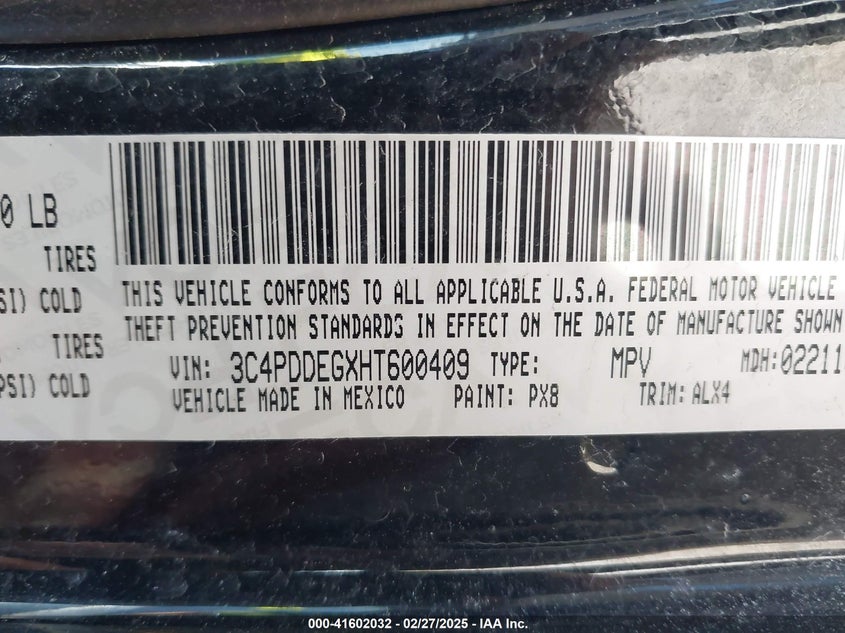 0 LB
TIRES
SI) COLD
TIRES
PSI) COLD
THIS VEHICLE CONFORMS TO ALL APPLICABLE U.S.A. FEDERAL MOTOR VEHICLE
THEFT PREVENTION STANDARDS IN EFFECT ON THE DATE OF MANUFACTURE SHOWN
VIN: 3C4PDDEGXHT600409 TYPE: MPV MDH: 02211
VEHICLE MADE IN MEXICO PAINT: PX8 TRIM: ALX4
000-41602032 - 02/27/2025 - IAA Inc.